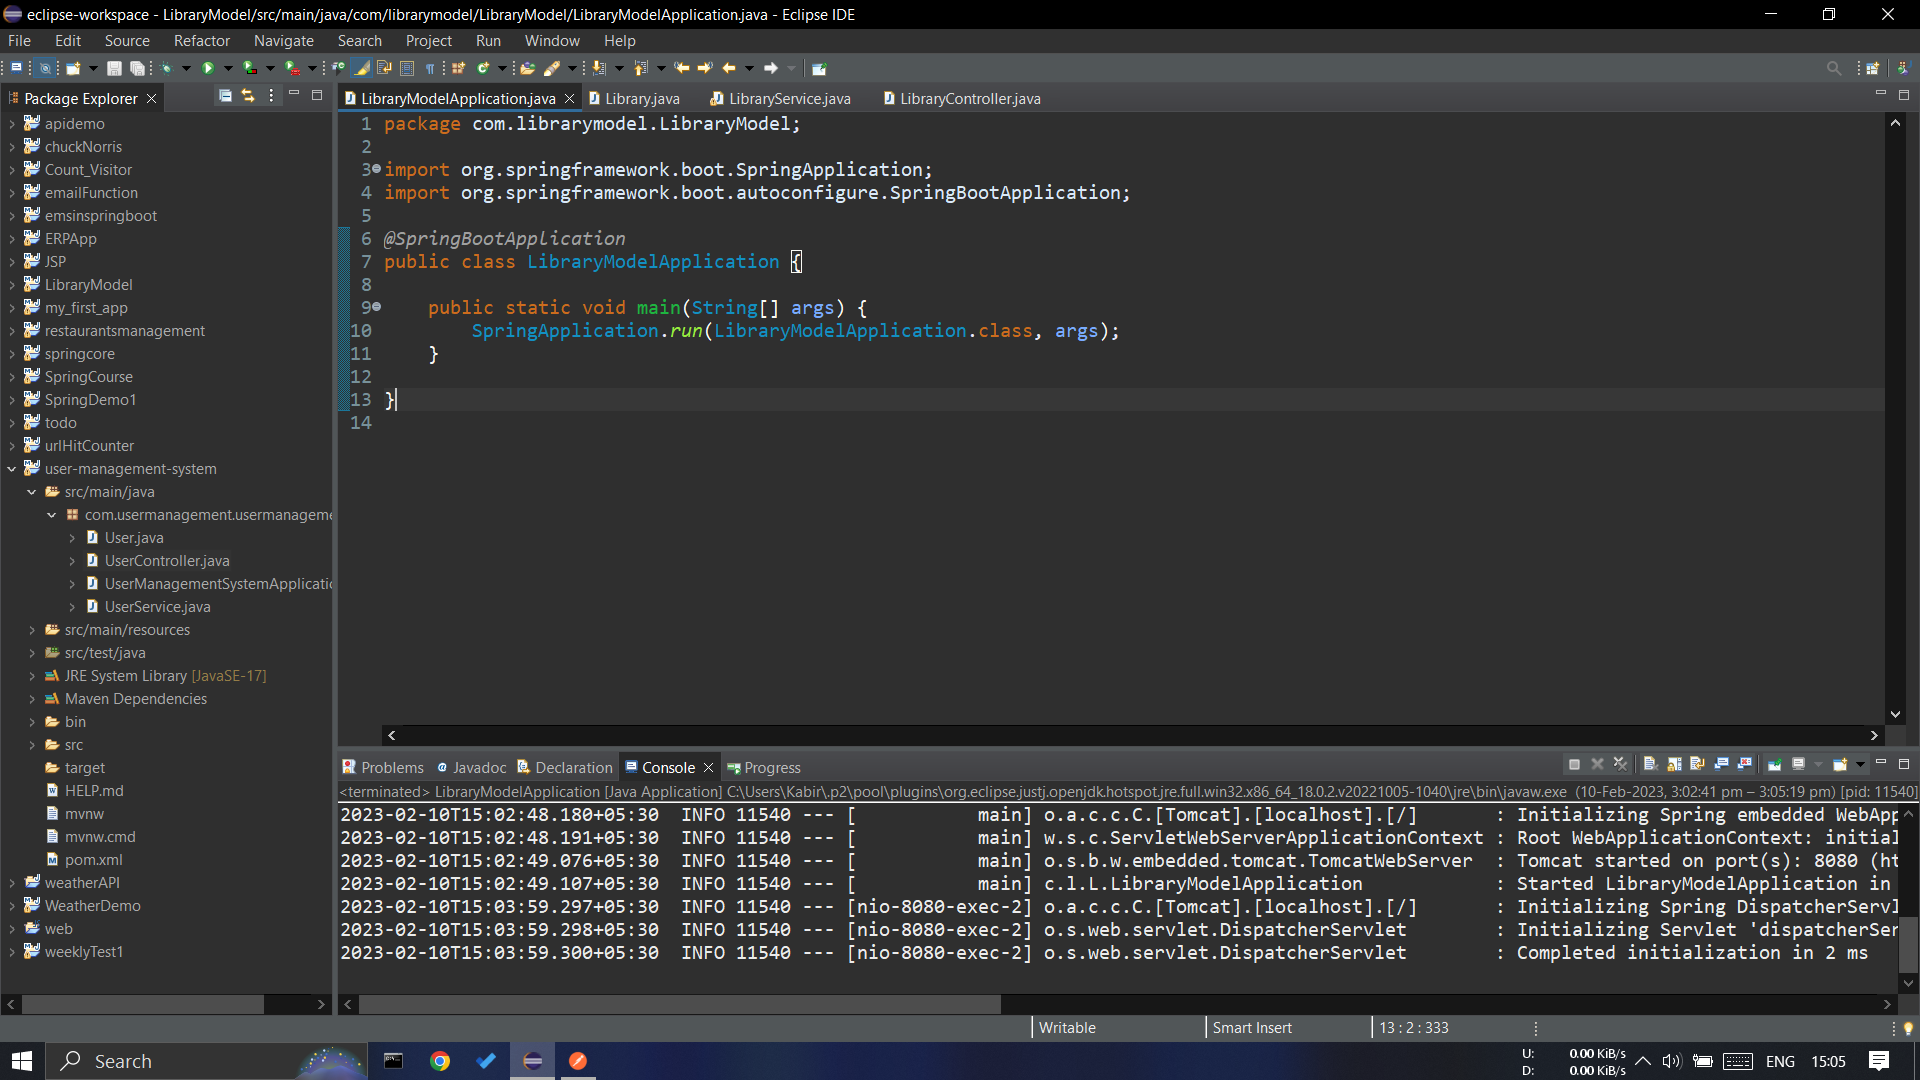 eclipse-workspace - LibraryModel/src/main/java/com/librarymodel/LibraryModel/LibraryModelApplication.java - Eclipse IDE
File Edit Source Refactor Navigate Search Project Run Window Help
Package Explorer
LibraryModelApplication.java Library.java LibraryService.java LibraryController.java
apidemo
chuckNorris
Count_Visitor
emailFunction
emsinspringboot
ERPApp
JSP
LibraryModel
my_first_app
restaurantsmanagement
springcore
SpringCourse
SpringDemo1
todo
urlHitCounter
user-management-system
src/main/java
com.usermanagement.usermanageme
User.java
UserController.java
UserManagementSystemApplicatio
UserService.java
src/main/resources
src/test/java
JRE System Library [JavaSE-17]
Maven Dependencies
bin
src
target
HELP.md
mvnw
mvnw.cmd
pom.xml
weatherAPI
WeatherDemo
web
weeklyTest1
1 package com.librarymodel.LibraryModel;
2
3 import org.springframework.boot.SpringApplication;
4 import org.springframework.boot.autoconfigure.SpringBootApplication;
5
6 @SpringBootApplication
7 public class LibraryModelApplication {
8
9 public static void main(String[] args) {
10 SpringApplication.run(LibraryModelApplication.class, args);
11 }
12
13 }
14
Problems Javadoc Declaration Console Progress
<terminated> LibraryModelApplication [Java Application] C:\Users\Kabir\.p2\pool\plugins\org.eclipse.justj.openjdk.hotspot.jre.full.win32.x86_64_18.0.2.v20221005-1040\jre\bin\javaw.exe (10-Feb-2023, 3:02:41 pm – 3:05:19 pm) [pid: 11540]
2023-02-10T15:02:48.180+05:30 INFO 11540 --- [ main] o.a.c.c.C.[Tomcat].[localhost].[/] : Initializing Spring embedded WebApp
2023-02-10T15:02:48.191+05:30 INFO 11540 --- [ main] w.s.c.ServletWebServerApplicationContext : Root WebApplicationContext: initial
2023-02-10T15:02:49.076+05:30 INFO 11540 --- [ main] o.s.b.w.embedded.tomcat.TomcatWebServer : Tomcat started on port(s): 8080 (ht
2023-02-10T15:02:49.107+05:30 INFO 11540 --- [ main] c.l.L.LibraryModelApplication : Started LibraryModelApplication in
2023-02-10T15:03:59.297+05:30 INFO 11540 --- [nio-8080-exec-2] o.a.c.c.C.[Tomcat].[localhost].[/] : Initializing Spring DispatcherServl
2023-02-10T15:03:59.298+05:30 INFO 11540 --- [nio-8080-exec-2] o.s.web.servlet.DispatcherServlet : Initializing Servlet 'dispatcherSer
2023-02-10T15:03:59.300+05:30 INFO 11540 --- [nio-8080-exec-2] o.s.web.servlet.DispatcherServlet : Completed initialization in 2 ms
Writable Smart Insert 13 : 2 : 333
Search
U: 0.00 KiB/s
D: 0.00 KiB/s
ENG 15:05